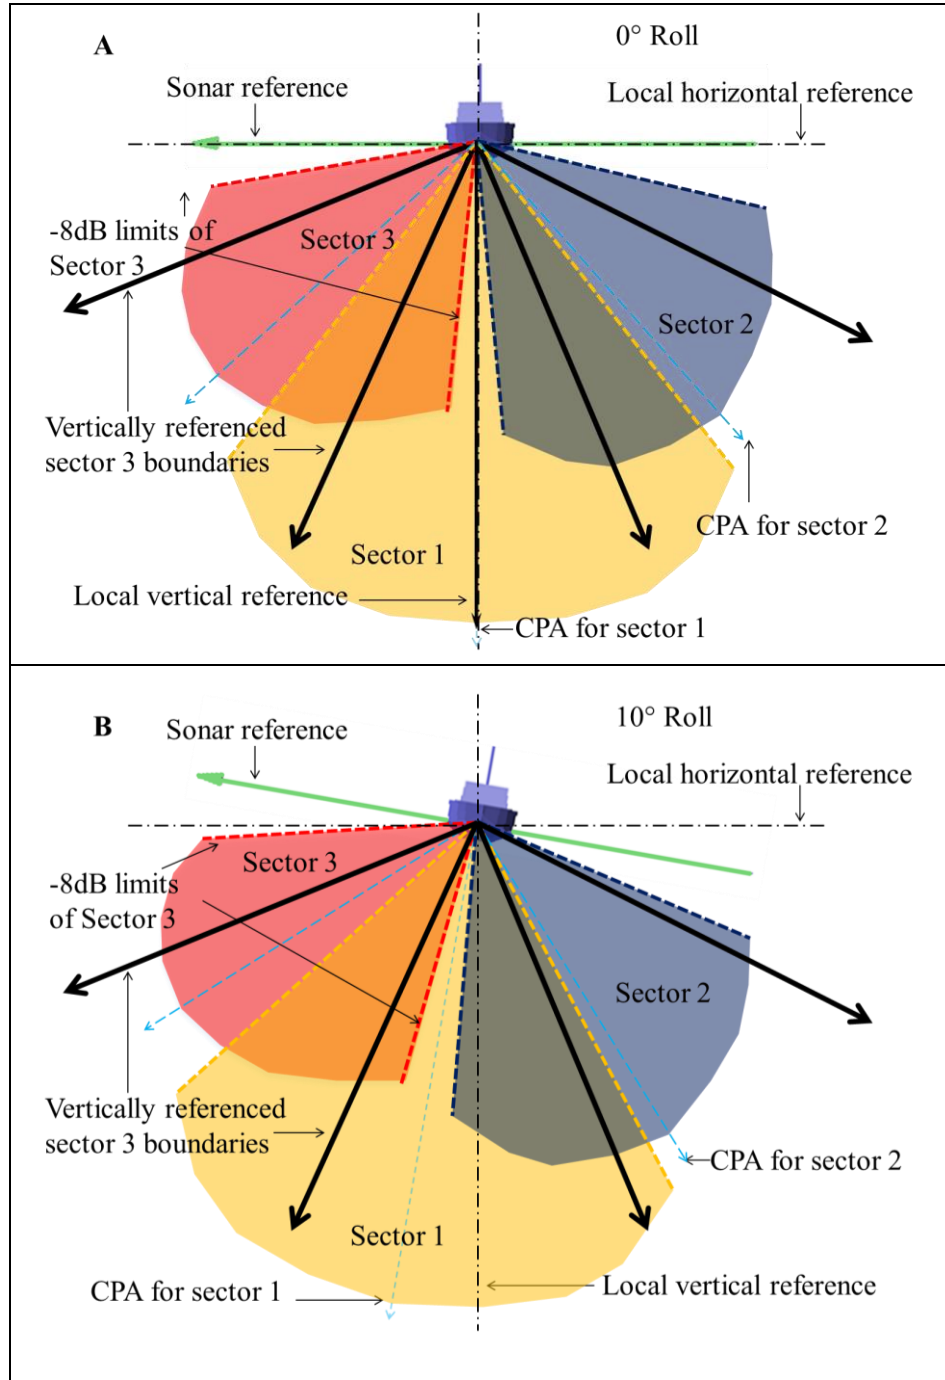 A
0° Roll
Sonar reference
Local horizontal reference
-8dB limits of
Sector 3
Sector 3
Sector 2
Vertically referenced
sector 3 boundaries
CPA for sector 2
Sector 1
Local vertical reference
CPA for sector 1
B
10° Roll
Sonar reference
Local horizontal reference
Sector 3
-8dB limits
of Sector 3
Sector 2
Vertically referenced
sector 3 boundaries
CPA for sector 2
Sector 1
CPA for sector 1
Local vertical reference